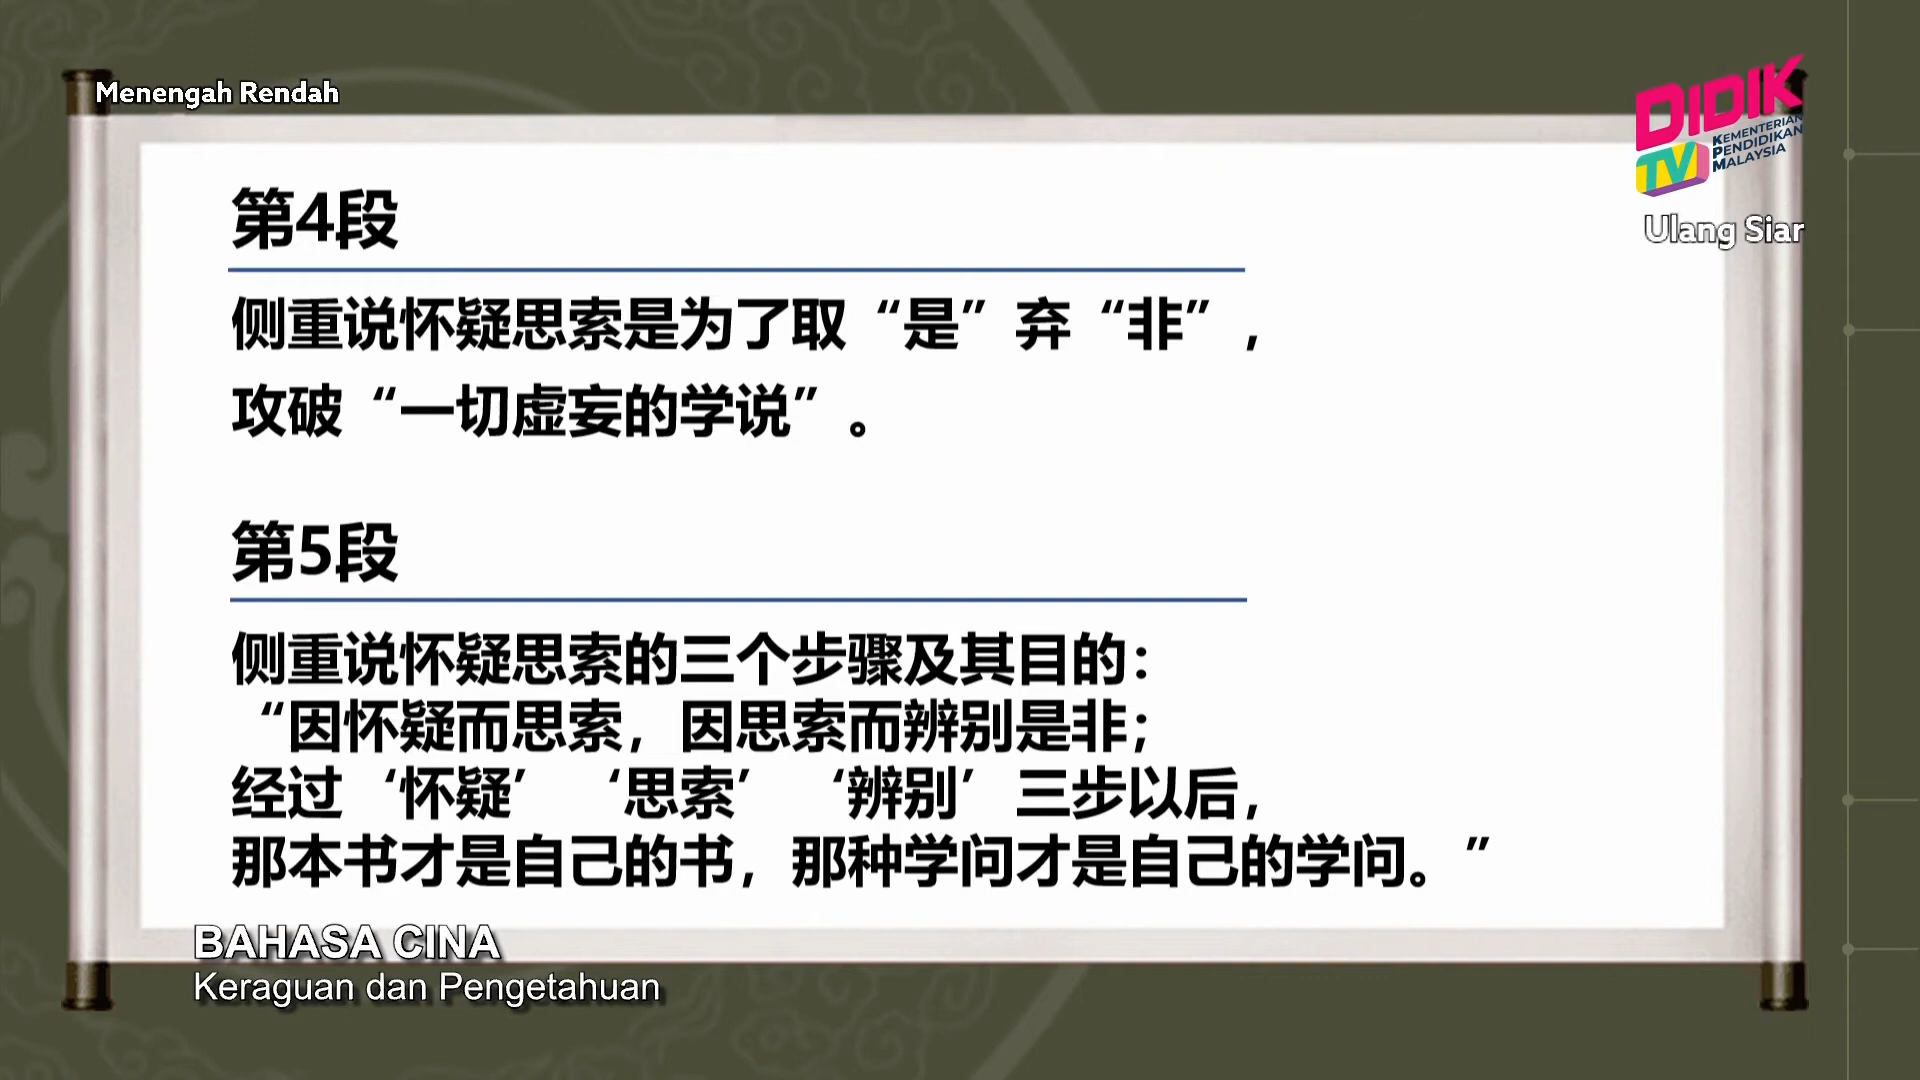 Menengah Rendah
DIDIK
TV
KEMENTERIAN
PENDIDIKAN
MALAYSIA
Ulang Siar
第4段
侧重说怀疑思索是为了取“是”弃“非”，
攻破“一切虚妄的学说”。
第5段
侧重说怀疑思索的三个步骤及其目的：
“因怀疑而思索，因思索而辨别是非；
经过‘怀疑’ ‘思索’ ‘辨别’三步以后，
那本书才是自己的书，那种学问才是自己的学问。”
BAHASA CINA
Keraguan dan Pengetahuan